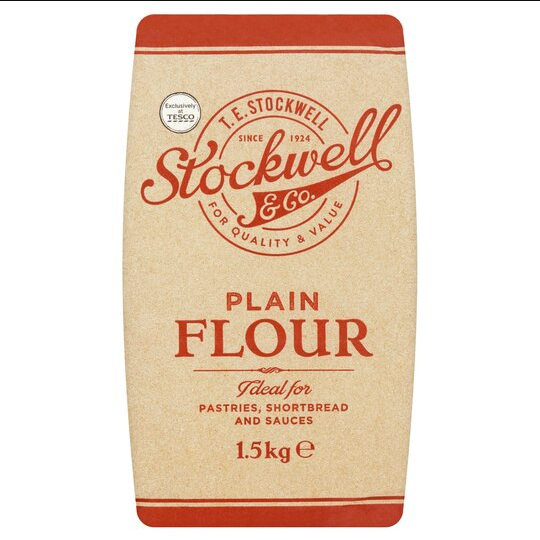 Exclusively
at
TESCO
T. E. STOCKWELL
SINCE 1924
Stockwell
& Co.
FOR QUALITY & VALUE
PLAIN
FLOUR
Ideal for
PASTRIES, SHORTBREAD
AND SAUCES
1.5kg ℮